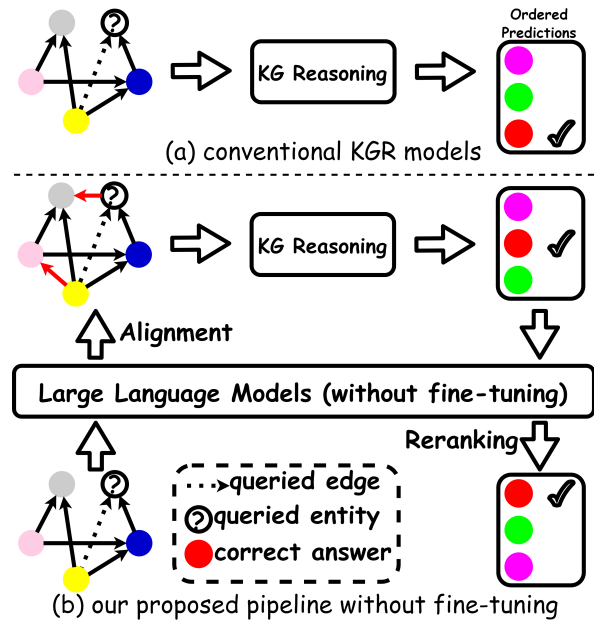 Ordered
Predictions
?
KG Reasoning
(a) conventional KGR models
?
KG Reasoning
Alignment
Large Language Models (without fine-tuning)
Reranking
?
queried edge
? queried entity
correct answer
(b) our proposed pipeline without fine-tuning